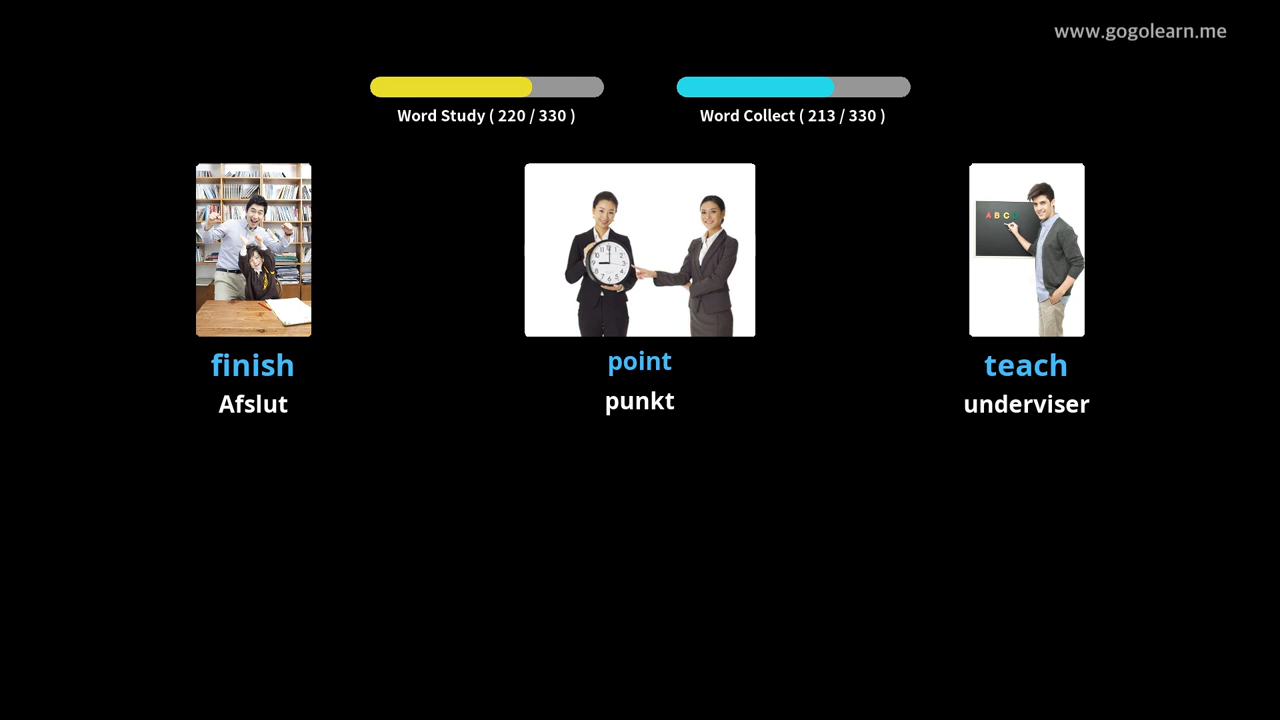 www.gogolearn.me
Word Study ( 220 / 330 )
Word Collect ( 213 / 330 )
A B C
finish
point
teach
Afslut
punkt
underviser